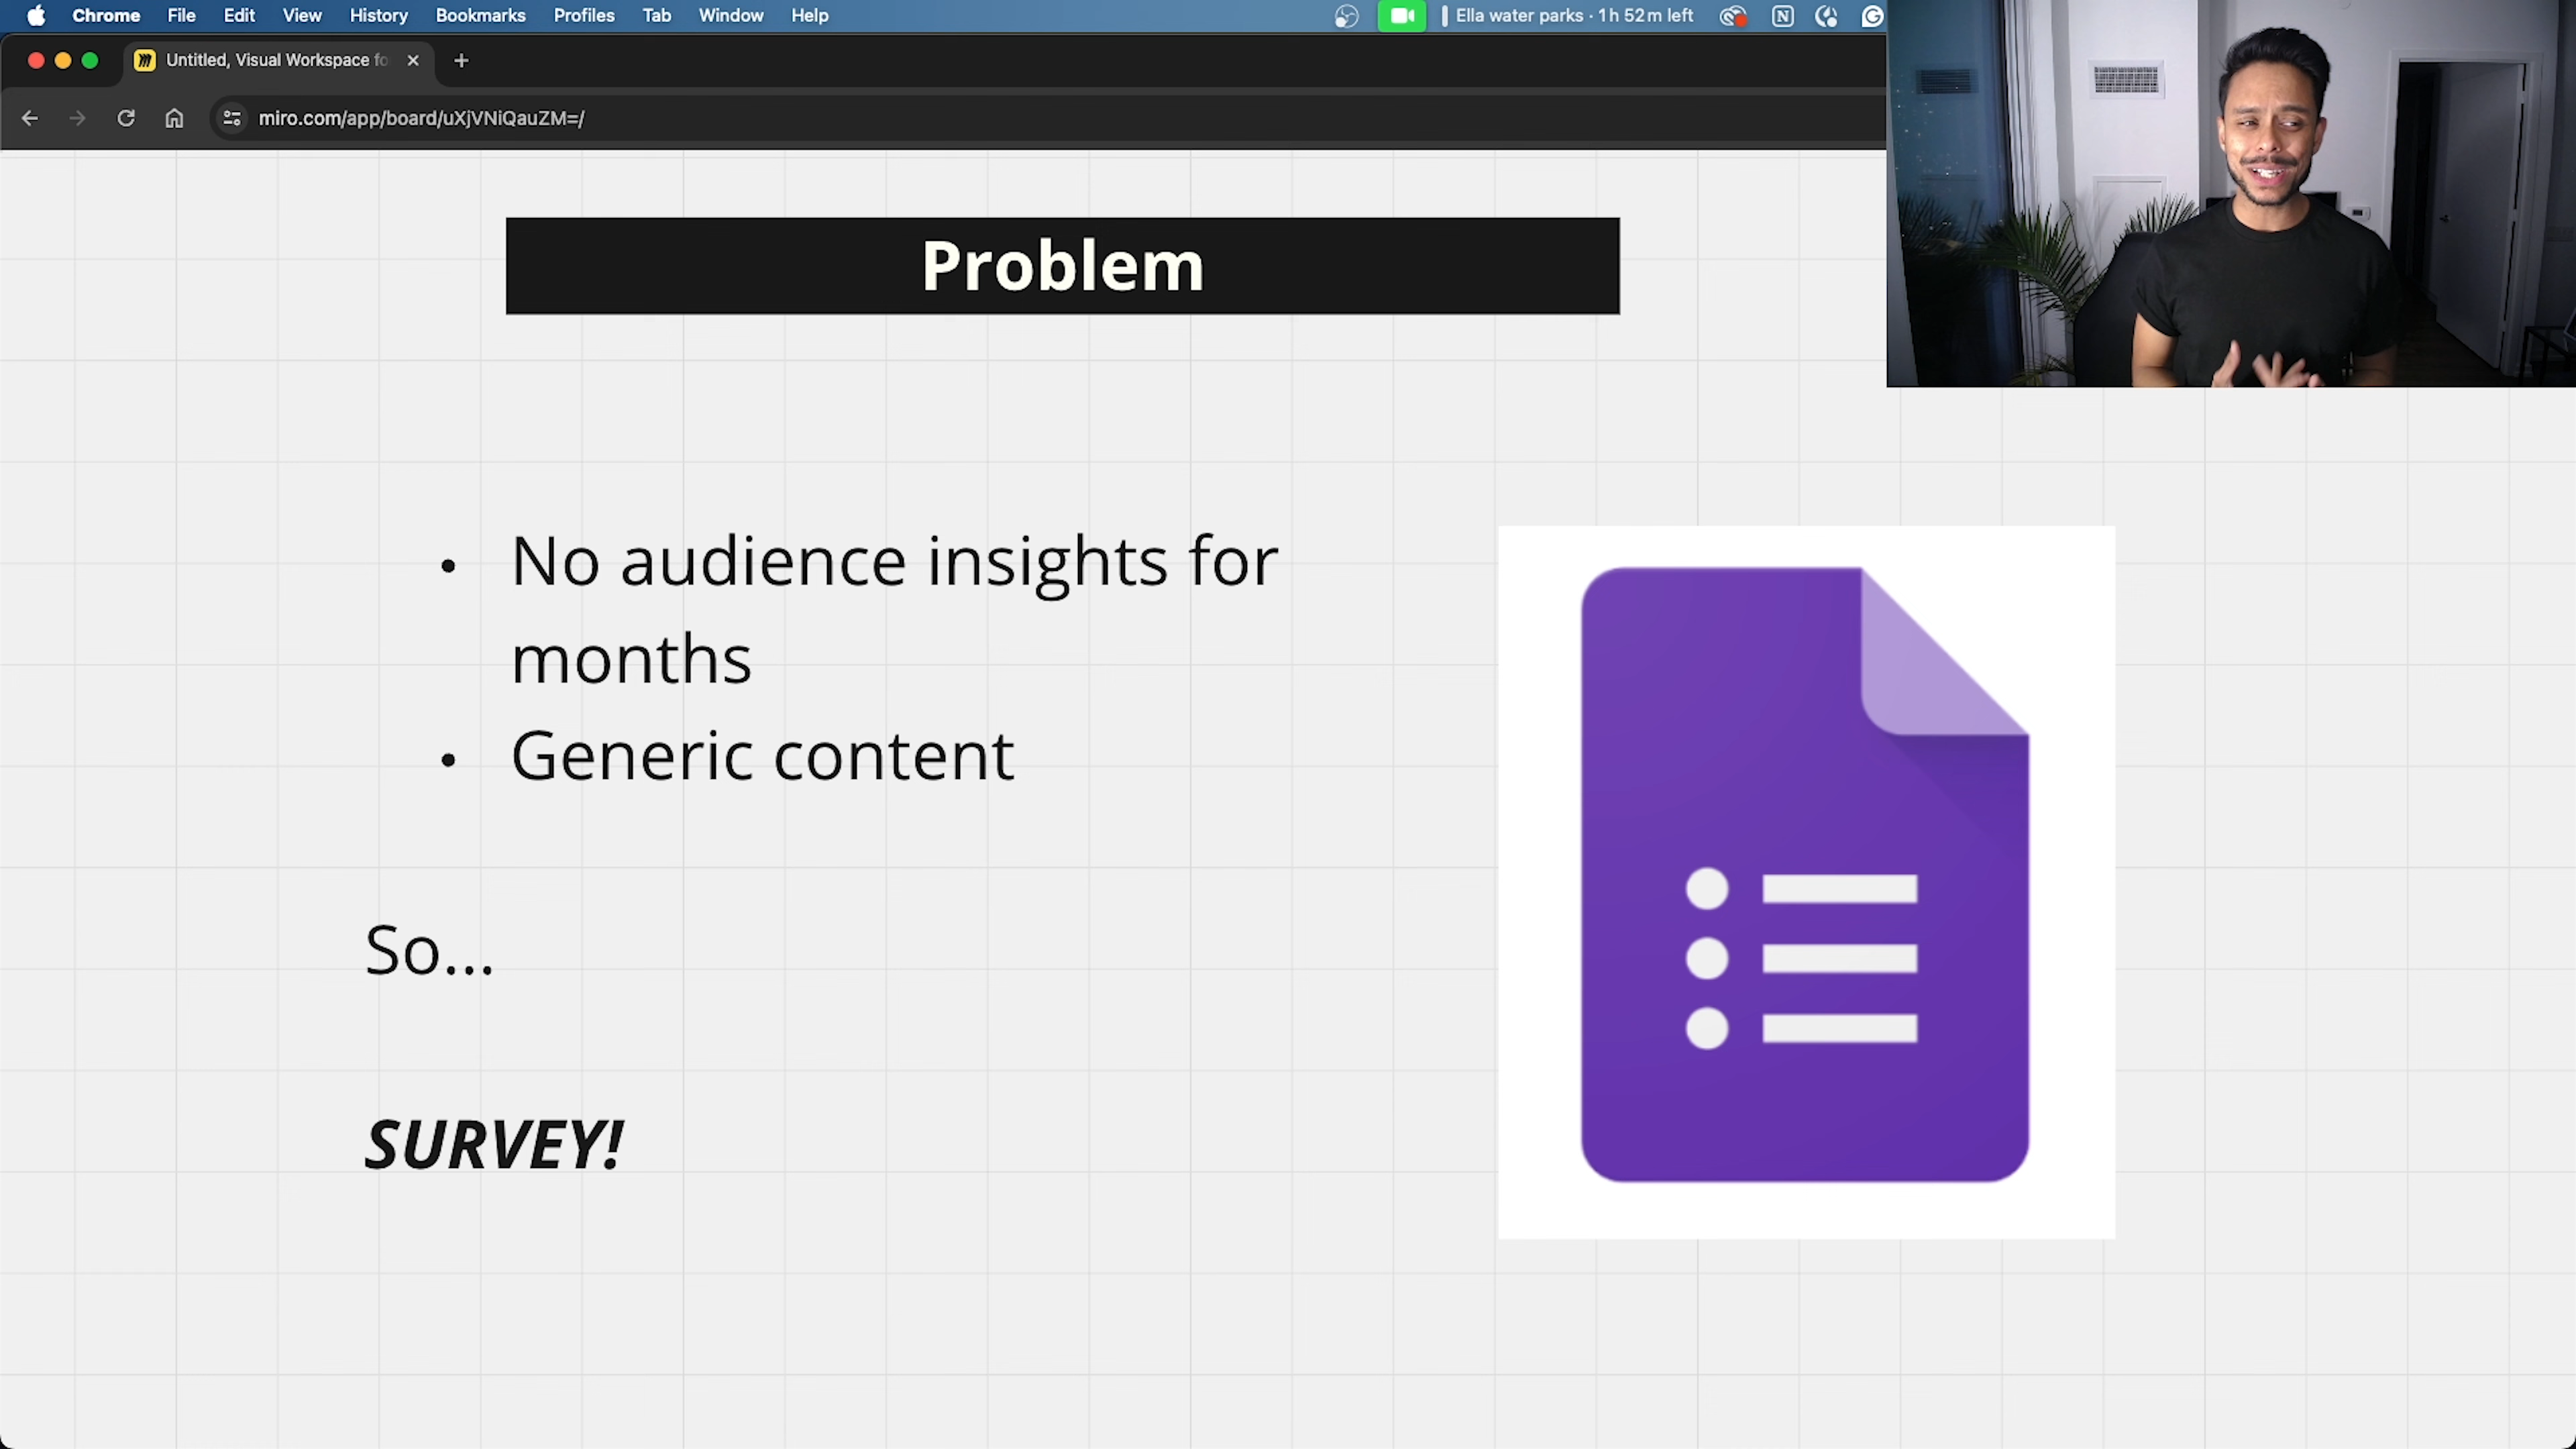 Chrome File Edit View History Bookmarks Profiles Tab Window Help
Ella water parks · 1h 52m left
Untitled, Visual Workspace fo
miro.com/app/board/uXjVNiQauZM=/
Problem
• No audience insights for
months
• Generic content
So...
SURVEY!